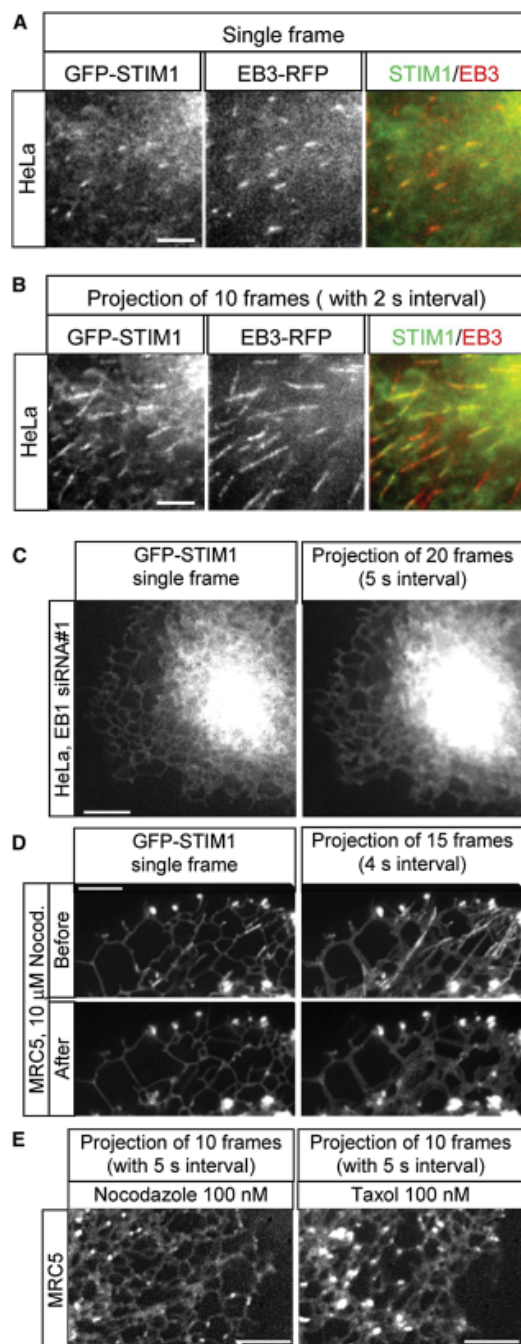 A
Single frame
GFP-STIM1 EB3-RFP STIM1/EB3
HeLa
B
Projection of 10 frames ( with 2 s interval)
GFP-STIM1 EB3-RFP STIM1/EB3
HeLa
C
GFP-STIM1
single frame
Projection of 20 frames
(5 s interval)
HeLa, EB1 siRNA#1
D
GFP-STIM1
single frame
Projection of 15 frames
(4 s interval)
MRC5, 10 µM Nocod.
Before
After
E
Projection of 10 frames
(with 5 s interval)
Projection of 10 frames
(with 5 s interval)
Nocodazole 100 nM Taxol 100 nM
MRC5